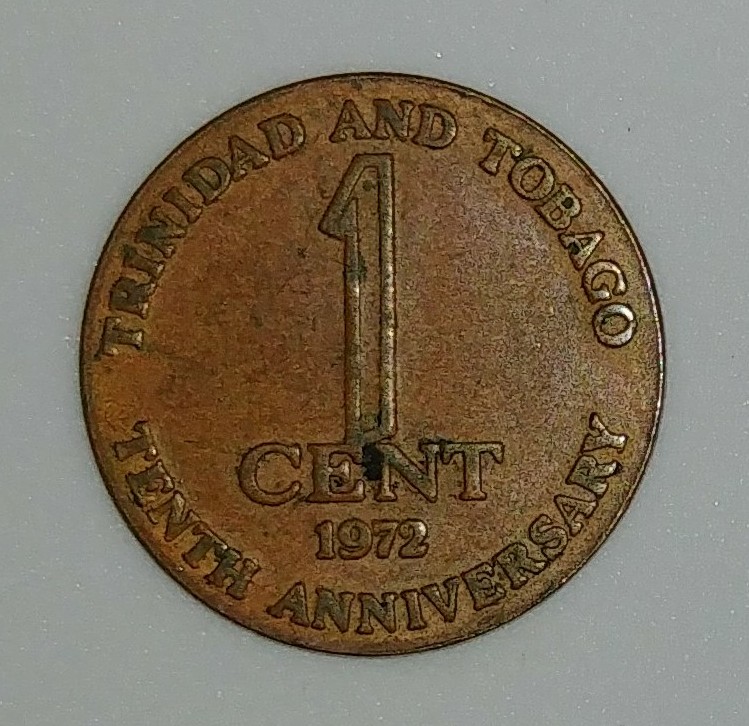 TRINIDAD AND TOBAGO
1
CENT
1972
TENTH ANNIVERSARY